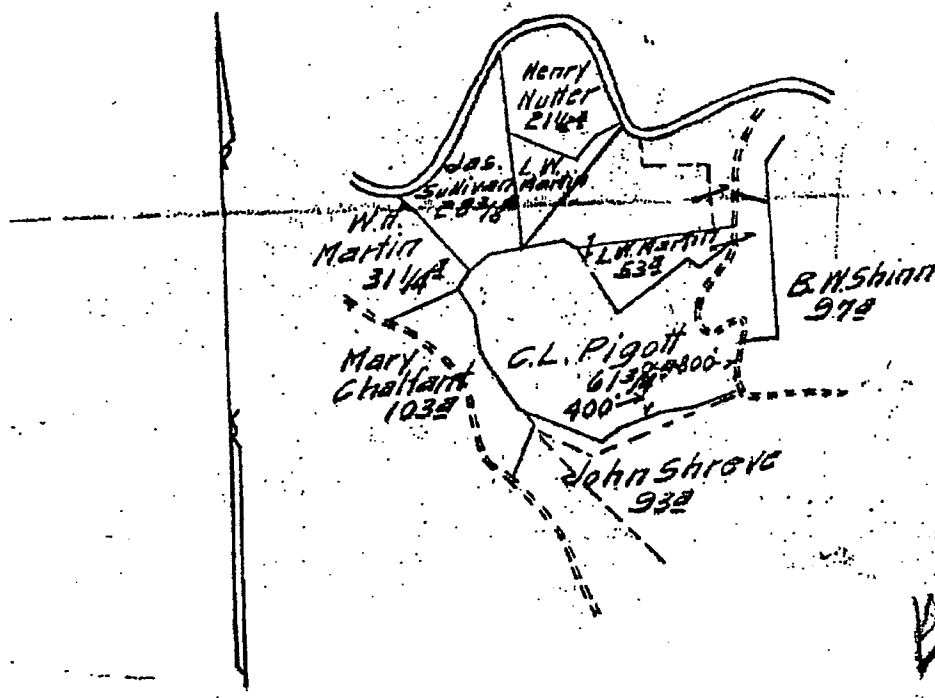 Henry
Nutter
Jas.
Sullivan
L.W.
Martin
W.H.
Martin
31 1/4 a
L.W. Martin
53 a
B.W. Shinn
97 a
C.L. Pigott
800'
400'
Mary
Chalfant
103 a
John Shreve
93 a